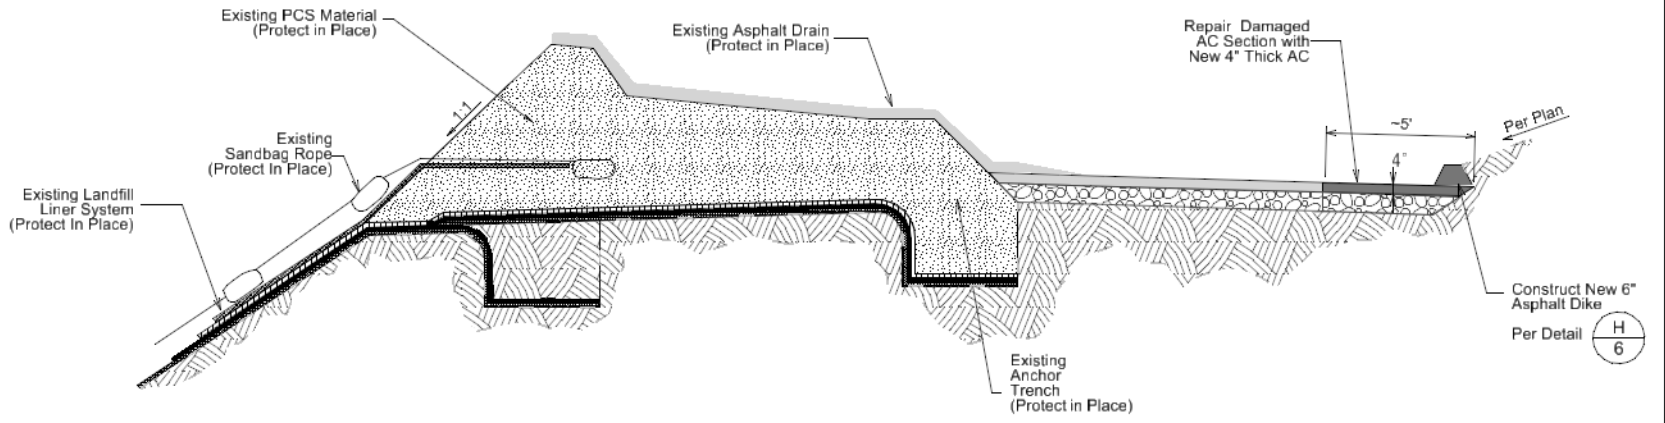 Existing PCS Material
(Protect in Place)
Existing Asphalt Drain
(Protect in Place)
Repair Damaged
AC Section with
New 4" Thick AC
1:1
~5'
Per Plan
4"
Existing
Sandbag Rope
(Protect In Place)
Existing Landfill
Liner System
(Protect In Place)
Construct New 6"
Asphalt Dike
Per Detail
H
6
Existing
Anchor
Trench
(Protect in Place)